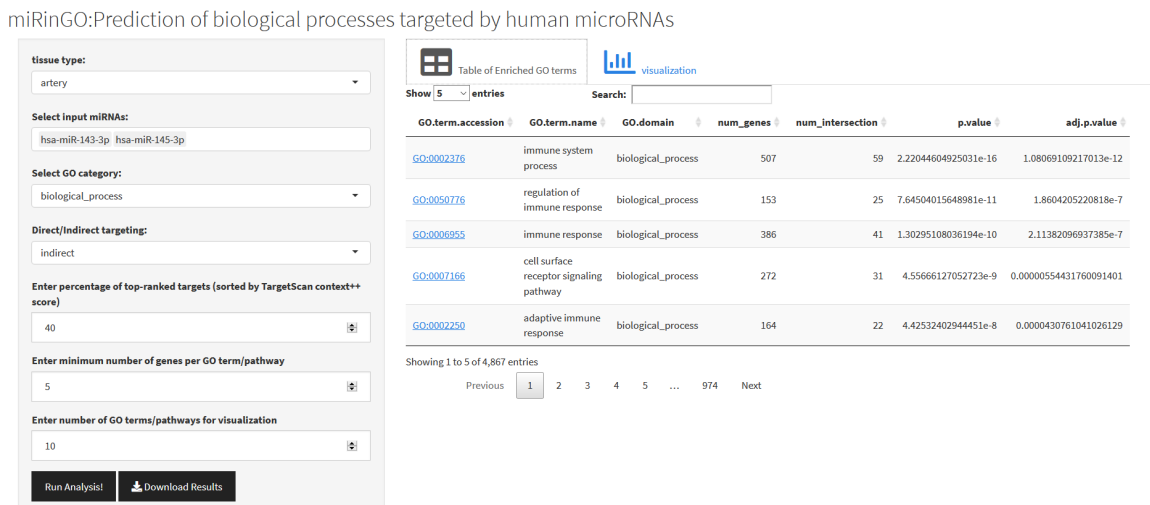 miRinGO:Prediction of biological processes targeted by human microRNAs
tissue type:
artery
Select input miRNAs:
hsa-miR-143-3p hsa-miR-145-3p
Select GO category:
biological_process
Direct/Indirect targeting:
indirect
Enter percentage of top-ranked targets (sorted by TargetScan context++
score)
40
Enter minimum number of genes per GO term/pathway
5
Enter number of GO terms/pathways for visualization
10
Run Analysis! Download Results
Table of Enriched GO terms visualization
Show 5 entries Search:
GO.term.accession GO.term.name GO.domain num_genes num_intersection p.value adj.p.value
GO:0002376 immune system process biological_process 507 59 2.22044604925031e-16 1.08069109217013e-12
GO:0050776 regulation of immune response biological_process 153 25 7.64504015648981e-11 1.8604205220818e-7
GO:0006955 immune response biological_process 386 41 1.30295108036194e-10 2.11382096937385e-7
GO:0007166 cell surface receptor signaling pathway biological_process 272 31 4.55666127052723e-9 0.00000554431760091401
GO:0002250 adaptive immune response biological_process 164 22 4.42532402944451e-8 0.0000430761041026129
Showing 1 to 5 of 4,867 entries
Previous 1 2 3 4 5 ... 974 Next